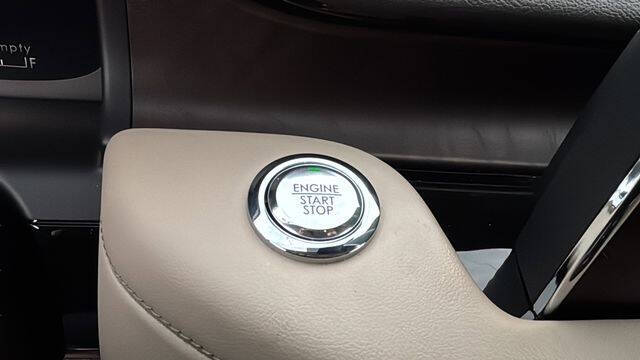 mpty
F
ENGINE
START
STOP